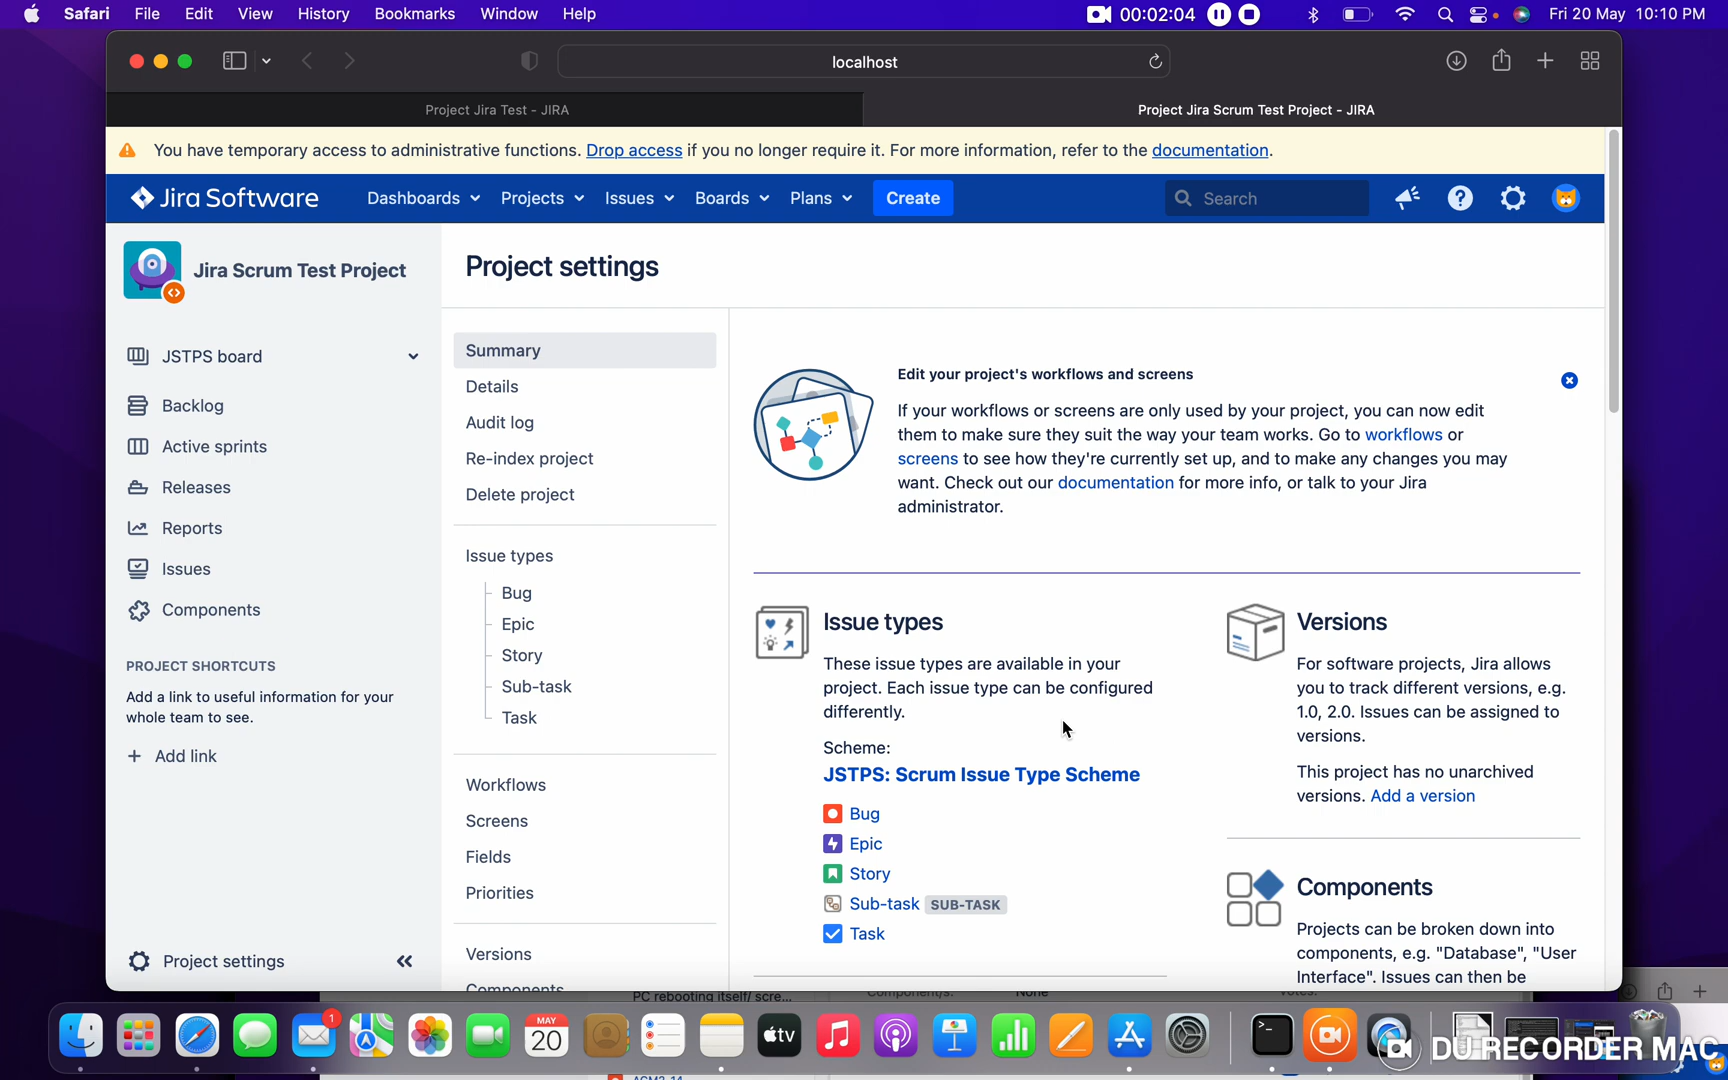 Safari File Edit View History Bookmarks Window Help 00:02:04 Fri 20 May 10:10 PM
localhost
Project Jira Test - JIRA
Project Jira Scrum Test Project - JIRA
You have temporary access to administrative functions. Drop access if you no longer require it. For more information, refer to the documentation.
Jira Software Dashboards Projects Issues Boards Plans Create Search
Jira Scrum Test Project
JSTPS board
Backlog
Active sprints
Releases
Reports
Issues
Components
PROJECT SHORTCUTS
Add a link to useful information for your
whole team to see.
+ Add link
Project settings
Project settings
Summary
Details
Audit log
Re-index project
Delete project
Issue types
Bug
Epic
Story
Sub-task
Task
Workflows
Screens
Fields
Priorities
Versions
Components
Edit your project's workflows and screens
If your workflows or screens are only used by your project, you can now edit
them to make sure they suit the way your team works. Go to workflows or
screens to see how they're currently set up, and to make any changes you may
want. Check out our documentation for more info, or talk to your Jira
administrator.
Issue types
These issue types are available in your
project. Each issue type can be configured
differently.
Scheme:
JSTPS: Scrum Issue Type Scheme
Bug
Epic
Story
Sub-task SUB-TASK
Task
Versions
For software projects, Jira allows
you to track different versions, e.g.
1.0, 2.0. Issues can be assigned to
versions.
This project has no unarchived
versions. Add a version
Components
Projects can be broken down into
components, e.g. "Database", "User
Interface". Issues can then be
PC rebooting itself/ scre...
Component/s: None
Votes:
1
MAY
20
tv
DU RECORDER MAC